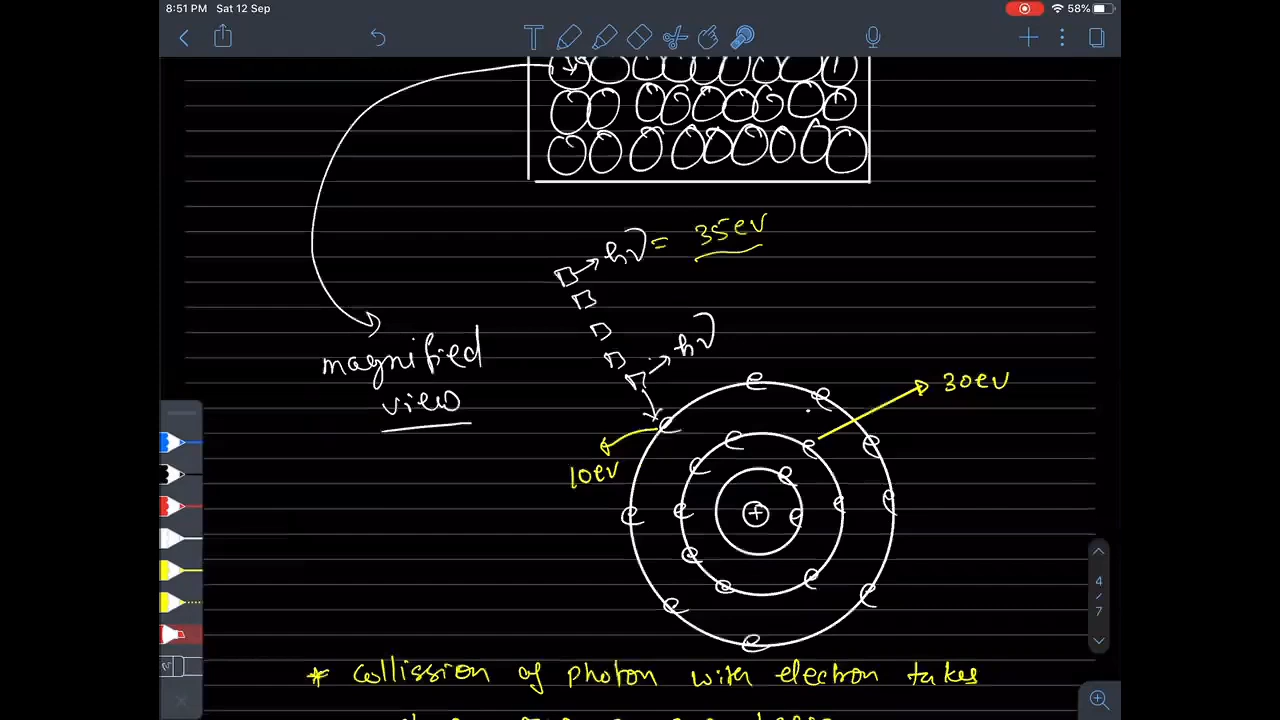 8:51 PM Sat 12 Sep
58%
T
hν = 35ev
hν
magnified
view
30ev
10ev
e e e e e e e e e e e e e e e e e e e
+
4
/
7
* collission of photon with electron takes